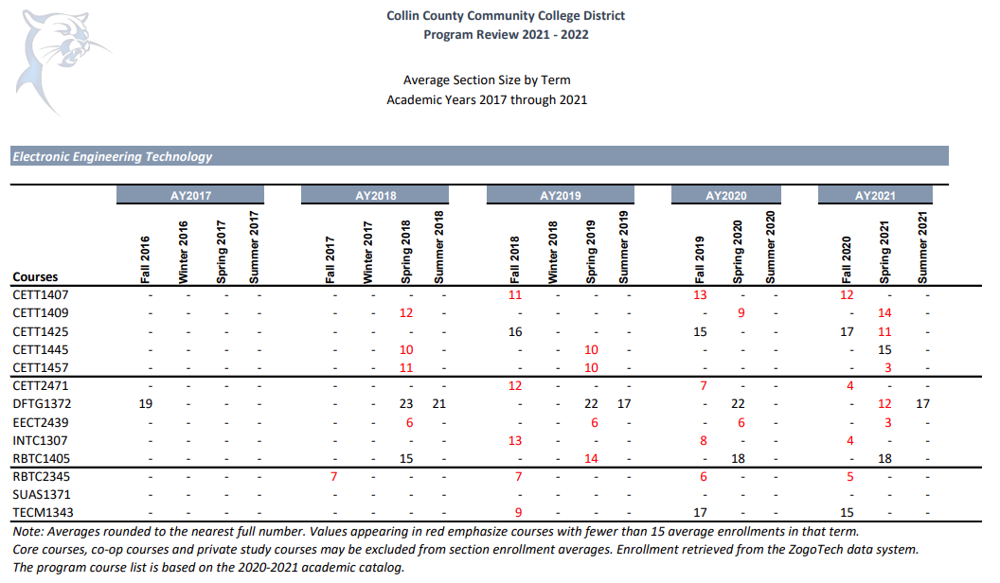 Collin County Community College District
Program Review 2021 - 2022
Average Section Size by Term
Academic Years 2017 through 2021
Electronic Engineering Technology
AY2017 AY2018 AY2019 AY2020 AY2021
Courses Fall 2016 Winter 2016 Spring 2017 Summer 2017 Fall 2017 Winter 2017 Spring 2018 Summer 2018 Fall 2018 Winter 2018 Spring 2019 Summer 2019 Fall 2019 Spring 2020 Summer 2020 Fall 2020 Spring 2021 Summer 2021
CETT1407 - - - - - - - - 11 - - - 13 - - 12 - -
CETT1409 - - - - - - 12 - - - - - - 9 - - 14 -
CETT1425 - - - - - - - - 16 - - - 15 - - 17 11 -
CETT1445 - - - - - - 10 - - - 10 - - - - - 15 -
CETT1457 - - - - - - 11 - - - 10 - - - - - 3 -
CETT2471 - - - - - - - - 12 - - - 7 - - 4 - -
DFTG1372 19 - - - - - 23 21 - - 22 17 - 22 - - 12 17
EECT2439 - - - - - - 6 - - - 6 - - 6 - - 3 -
INTC1307 - - - - - - - - 13 - - - 8 - - 4 - -
RBTC1405 - - - - - - 15 - - - 14 - - 18 - - 18 -
RBTC2345 - - - - 7 - - - 7 - - - 6 - - 5 - -
SUAS1371 - - - - - - - - - - - - - - - - - -
TECM1343 - - - - - - - - 9 - - - 17 - - 15 - -
Note: Averages rounded to the nearest full number. Values appearing in red emphasize courses with fewer than 15 average enrollments in that term.
Core courses, co-op courses and private study courses may be excluded from section enrollment averages. Enrollment retrieved from the ZogoTech data system.
The program course list is based on the 2020-2021 academic catalog.